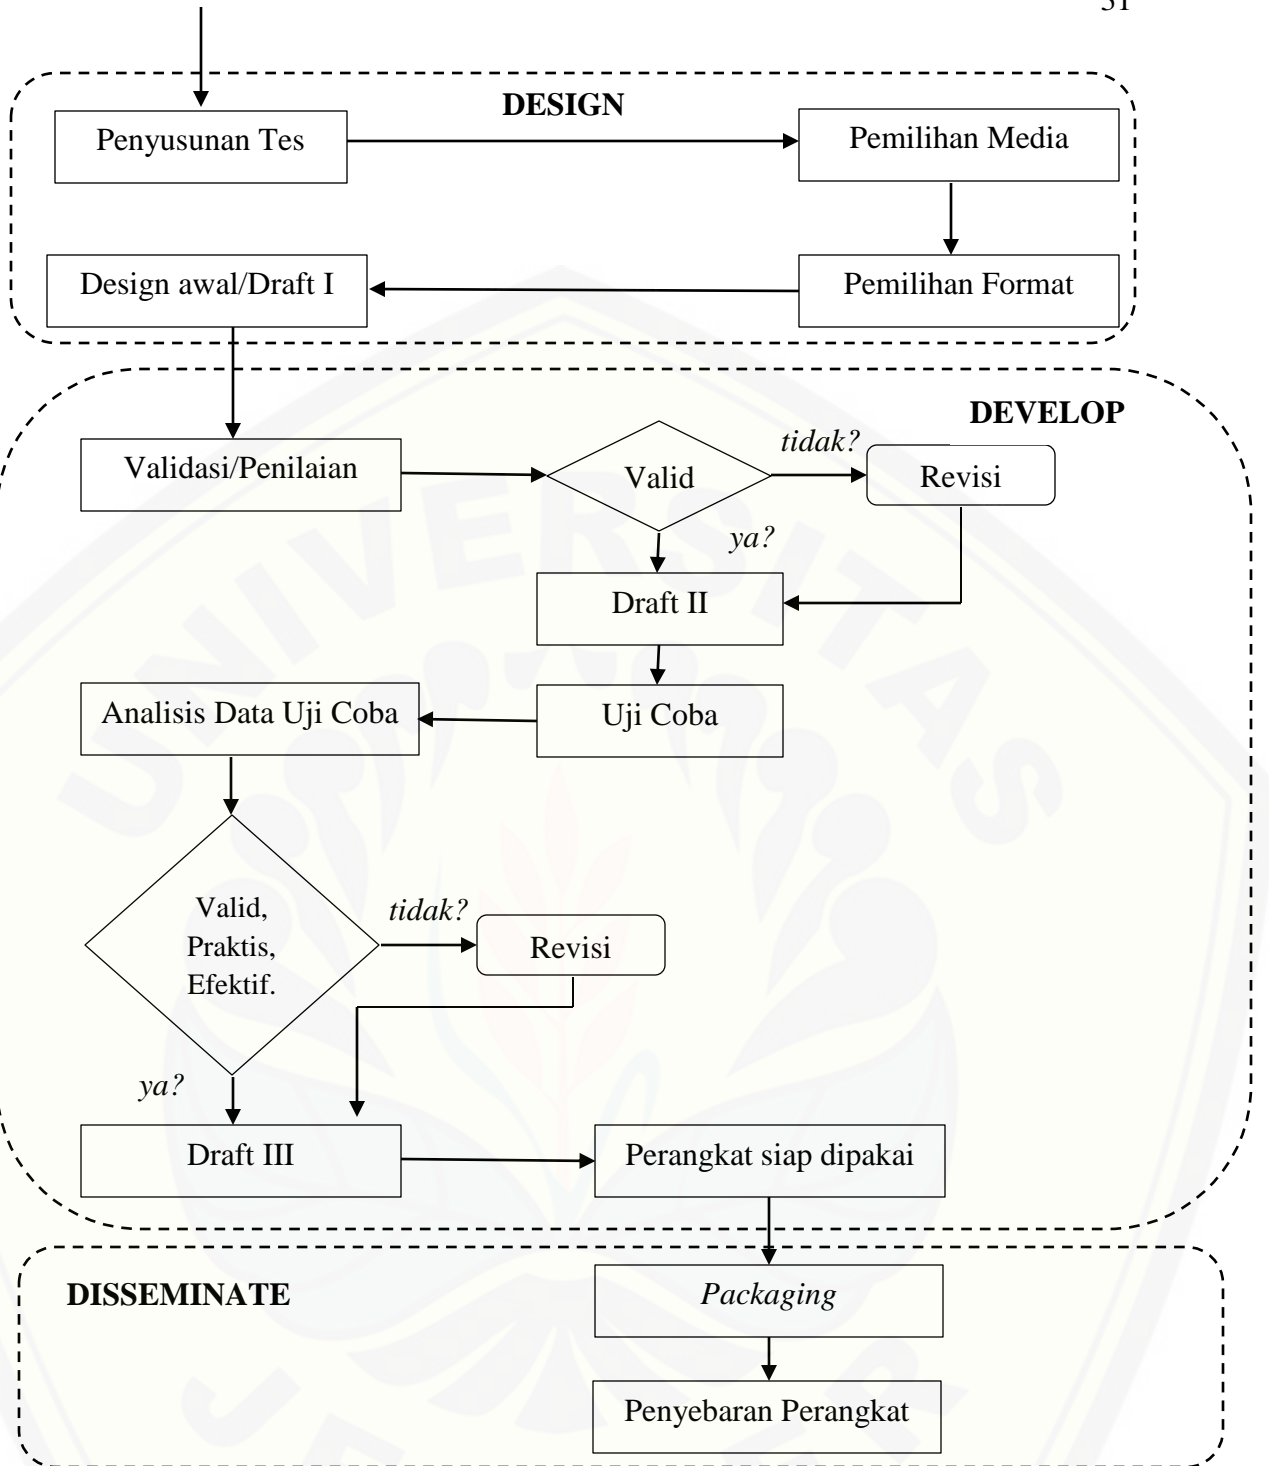 DESIGN
Penyusunan Tes
Pemilihan Media
Design awal/Draft I
Pemilihan Format
DEVELOP
Validasi/Penilaian
Valid
tidak?
Revisi
ya?
Draft II
Analisis Data Uji Coba
Uji Coba
Valid,
Praktis,
Efektif.
tidak?
Revisi
ya?
Draft III
Perangkat siap dipakai
DISSEMINATE
Packaging
Penyebaran Perangkat
UNIVERSITAS